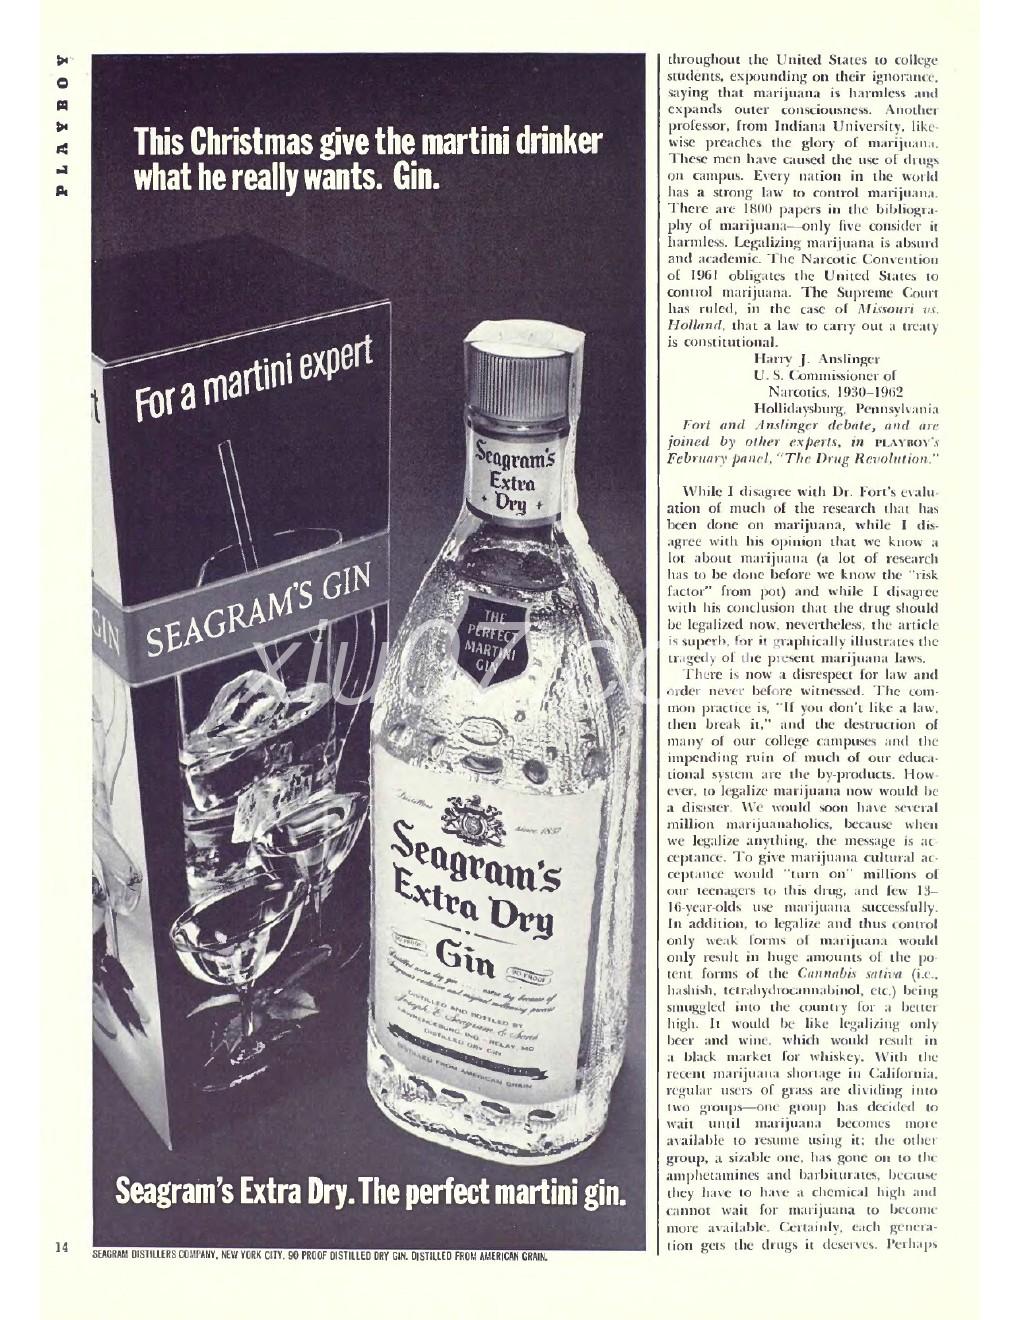 PLAYBOY
This Christmas give the martini drinker
what he really wants. Gin.
For a martini expert
SEAGRAM'S GIN
GIN
Seagram's
Extra
Dry
THE
PERFECT
MARTINI
GIN
since 1857
Seagram's
Extra Dry
Gin
90 PROOF
90 PROOF
DISTILLED AND BOTTLED BY
Joseph E. Seagram & Sons
LAWRENCEBURG, IND. - RELAY, MD
DISTILLED DRY GIN
DISTILLED FROM AMERICAN GRAIN
Seagram's Extra Dry. The perfect martini gin.
14
SEAGRAM DISTILLERS COMPANY, NEW YORK CITY. 90 PROOF DISTILLED DRY GIN. DISTILLED FROM AMERICAN GRAIN.
throughout the United States to college
students, expounding on their ignorance,
saying that marijuana is harmless and
expands outer consciousness. Another
professor, from Indiana University, like-
wise preaches the glory of marijuana.
These men have caused the use of drugs
on campus. Every nation in the world
has a strong law to control marijuana.
There are 1800 papers in the bibliogra-
phy of marijuana—only five consider it
harmless. Legalizing marijuana is absurd
and academic. The Narcotic Convention
of 1961 obligates the United States to
control marijuana. The Supreme Court
has ruled, in the case of Missouri vs.
Holland, that a law to carry out a treaty
is constitutional.
Harry J. Anslinger
U. S. Commissioner of
Narcotics, 1930–1962
Hollidaysburg, Pennsylvania
Fort and Anslinger debate, and are
joined by other experts, in PLAYBOY's
February panel, "The Drug Revolution."
While I disagree with Dr. Fort's evalu-
ation of much of the research that has
been done on marijuana, while I dis-
agree with his opinion that we know a
lot about marijuana (a lot of research
has to be done before we know the "risk
factor" from pot) and while I disagree
with his conclusion that the drug should
be legalized now, nevertheless, the article
is superb, for it graphically illustrates the
tragedy of the present marijuana laws.
There is now a disrespect for law and
order never before witnessed. The com-
mon practice is, "If you don't like a law,
then break it," and the destruction of
many of our college campuses and the
impending ruin of much of our educa-
tional system are the by-products. How-
ever, to legalize marijuana now would be
a disaster. We would soon have several
million marijuanaholics, because when
we legalize anything, the message is ac-
ceptance. To give marijuana cultural ac-
ceptance would "turn on" millions of
our teenagers to this drug, and few 13–
16-year-olds use marijuana successfully.
In addition, to legalize and thus control
only weak forms of marijuana would
only result in huge amounts of the po-
tent forms of the Cannabis sativa (i.e.,
hashish, tetrahydrocannabinol, etc.) being
smuggled into the country for a better
high. It would be like legalizing only
beer and wine, which would result in
a black market for whiskey. With the
recent marijuana shortage in California,
regular users of grass are dividing into
two groups—one group has decided to
wait until marijuana becomes more
available to resume using it; the other
group, a sizable one, has gone on to the
amphetamines and barbiturates, because
they have to have a chemical high and
cannot wait for marijuana to become
more available. Certainly, each genera-
tion gets the drugs it deserves. Perhaps